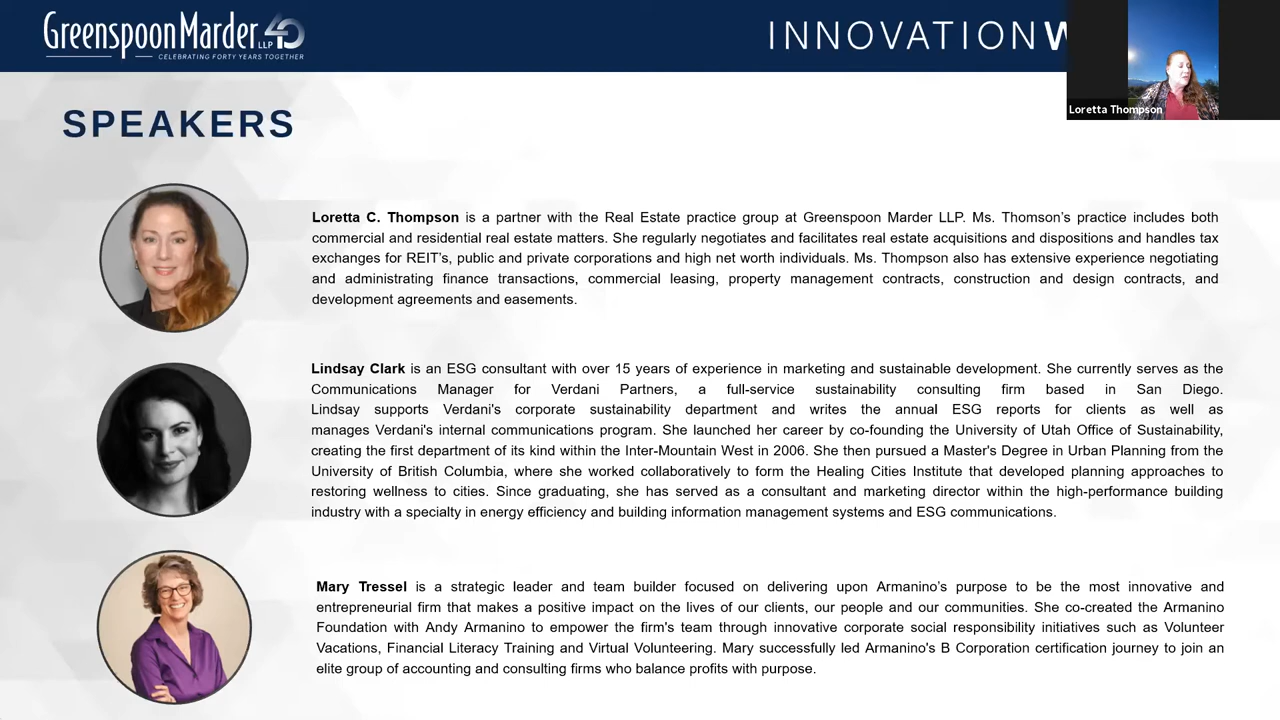 GreenspoonMarder LLP 40
CELEBRATING FORTY YEARS TOGETHER
INNOVATIONW
Loretta Thompson
SPEAKERS
Loretta C. Thompson is a partner with the Real Estate practice group at Greenspoon Marder LLP. Ms. Thomson’s practice includes both
commercial and residential real estate matters. She regularly negotiates and facilitates real estate acquisitions and dispositions and handles tax
exchanges for REIT’s, public and private corporations and high net worth individuals. Ms. Thompson also has extensive experience negotiating
and administrating finance transactions, commercial leasing, property management contracts, construction and design contracts, and
development agreements and easements.
Lindsay Clark is an ESG consultant with over 15 years of experience in marketing and sustainable development. She currently serves as the
Communications Manager for Verdani Partners, a full-service sustainability consulting firm based in San Diego.
Lindsay supports Verdani's corporate sustainability department and writes the annual ESG reports for clients as well as
manages Verdani's internal communications program. She launched her career by co-founding the University of Utah Office of Sustainability,
creating the first department of its kind within the Inter-Mountain West in 2006. She then pursued a Master's Degree in Urban Planning from the
University of British Columbia, where she worked collaboratively to form the Healing Cities Institute that developed planning approaches to
restoring wellness to cities. Since graduating, she has served as a consultant and marketing director within the high-performance building
industry with a specialty in energy efficiency and building information management systems and ESG communications.
Mary Tressel is a strategic leader and team builder focused on delivering upon Armanino’s purpose to be the most innovative and
entrepreneurial firm that makes a positive impact on the lives of our clients, our people and our communities. She co-created the Armanino
Foundation with Andy Armanino to empower the firm's team through innovative corporate social responsibility initiatives such as Volunteer
Vacations, Financial Literacy Training and Virtual Volunteering. Mary successfully led Armanino's B Corporation certification journey to join an
elite group of accounting and consulting firms who balance profits with purpose.